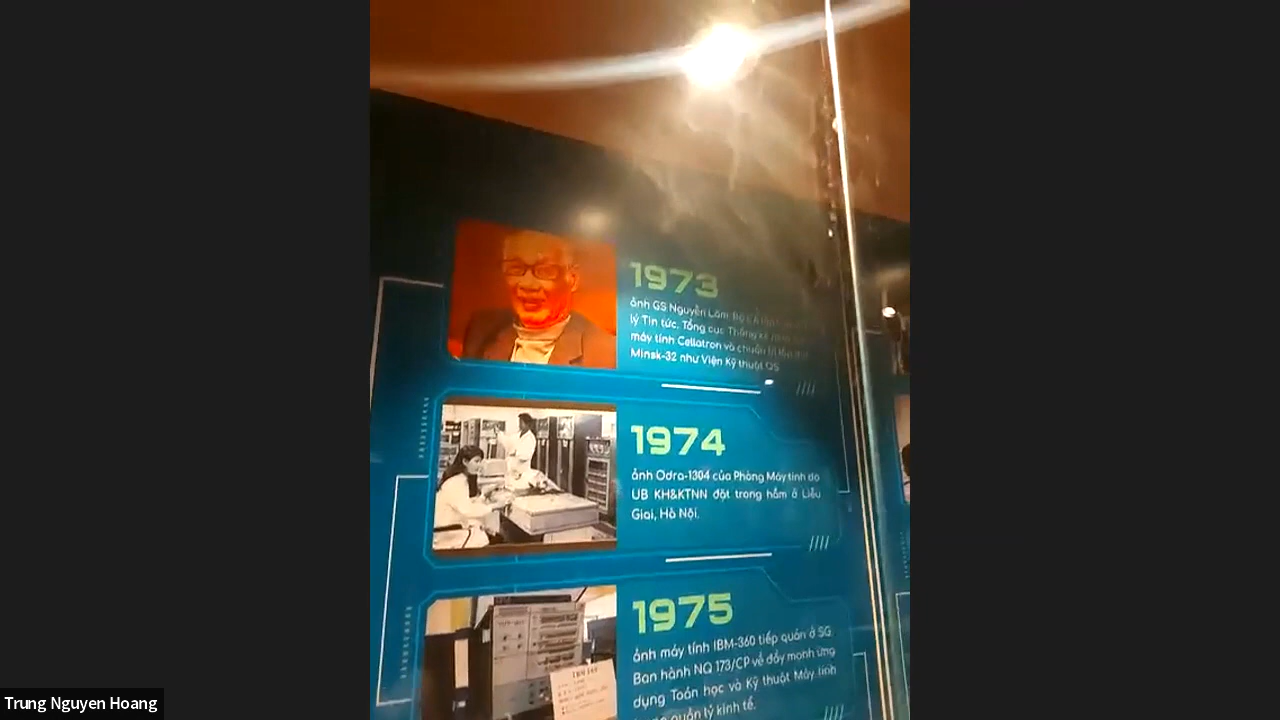 1973
ảnh GS Nguyễn Lãm
lý Tin tức, Tổng cục Thống kê
máy tính Cellatron và chuẩn bị lắp đặt
Minsk-32 như Viện Kỹ thuật QS
1974
ảnh Odra-1304 của Phòng Máy tính do
UB KH&KTNN đặt trong hầm ở Liễu
Giai, Hà Nội.
1975
ảnh máy tính IBM-360 tiếp quản ở SG.
Ban hành NQ 173/CP về đẩy mạnh ứng
dụng Toán học và Kỹ thuật Máy tính
quản lý kinh tế.
Trung Nguyen Hoang